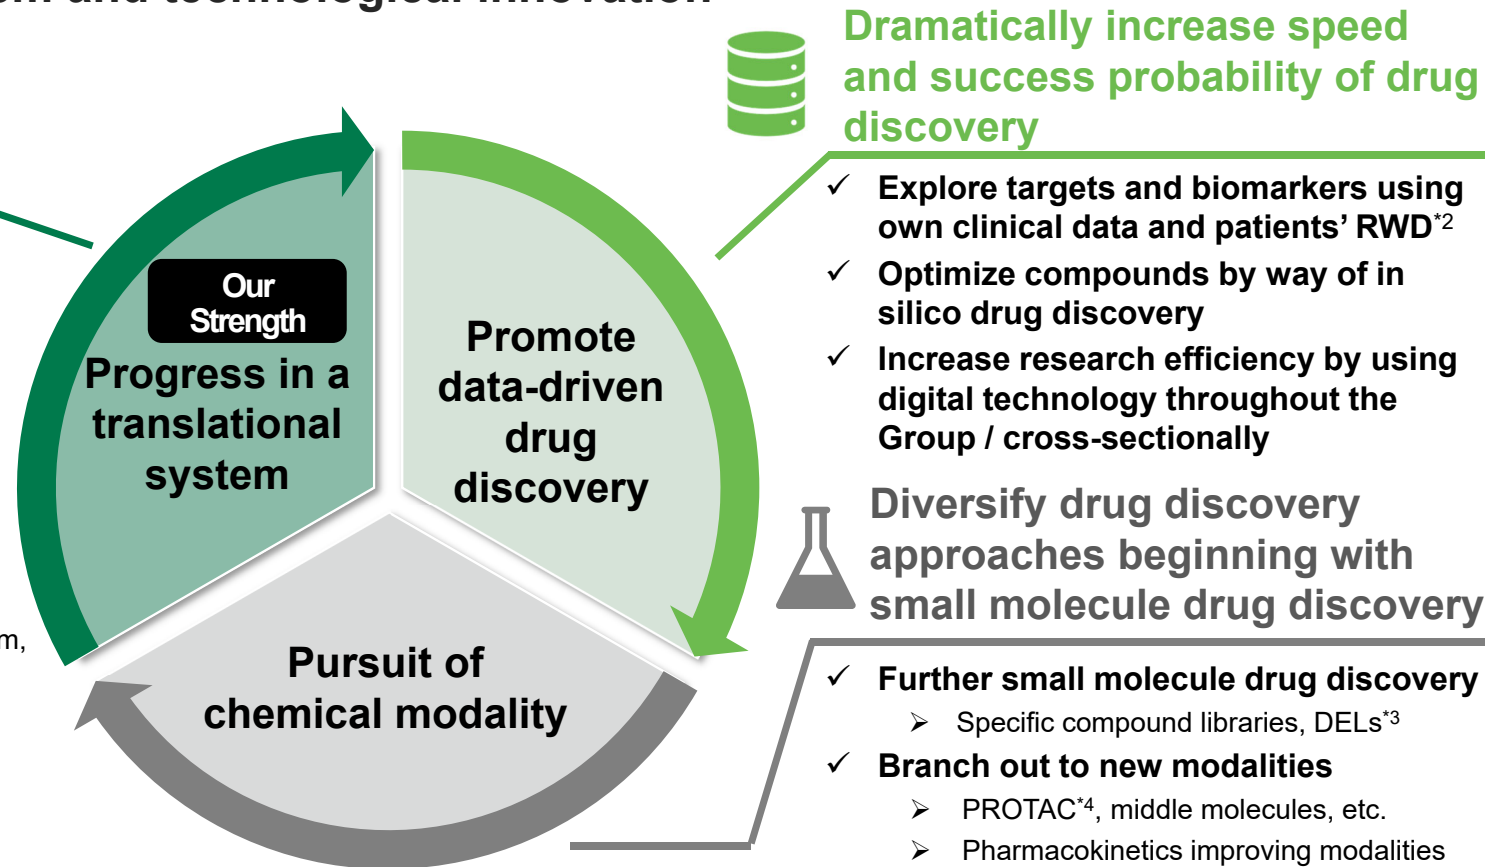 and technological innovation
Dramatically increase speed
and success probability of drug
discovery
✓ Explore targets and biomarkers using
own clinical data and patients’ RWD*2
✓ Optimize compounds by way of in
silico drug discovery
✓ Increase research efficiency by using
digital technology throughout the
Group / cross-sectionally
Our
Strength
Progress in a
translational
system
Promote
data-driven
drug
discovery
Pursuit of
chemical modality
Diversify drug discovery
approaches beginning with
small molecule drug discovery
✓ Further small molecule drug discovery
➢ Specific compound libraries, DELs*3
✓ Branch out to new modalities
➢ PROTAC*4, middle molecules, etc.
➢ Pharmacokinetics improving modalities